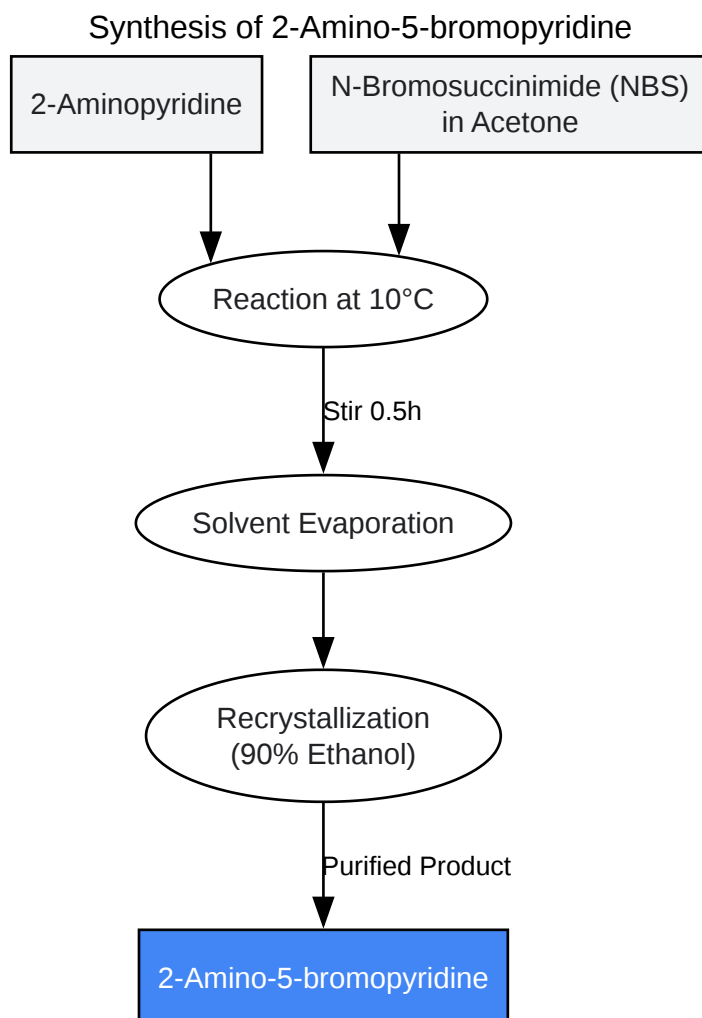 Synthesis of 2-Amino-5-bromopyridine
2-Aminopyridine
N-Bromosuccinimide (NBS)
in Acetone
Reaction at 10°C
Stir 0.5h
Solvent Evaporation
Recrystallization
(90% Ethanol)
Purified Product
2-Amino-5-bromopyridine